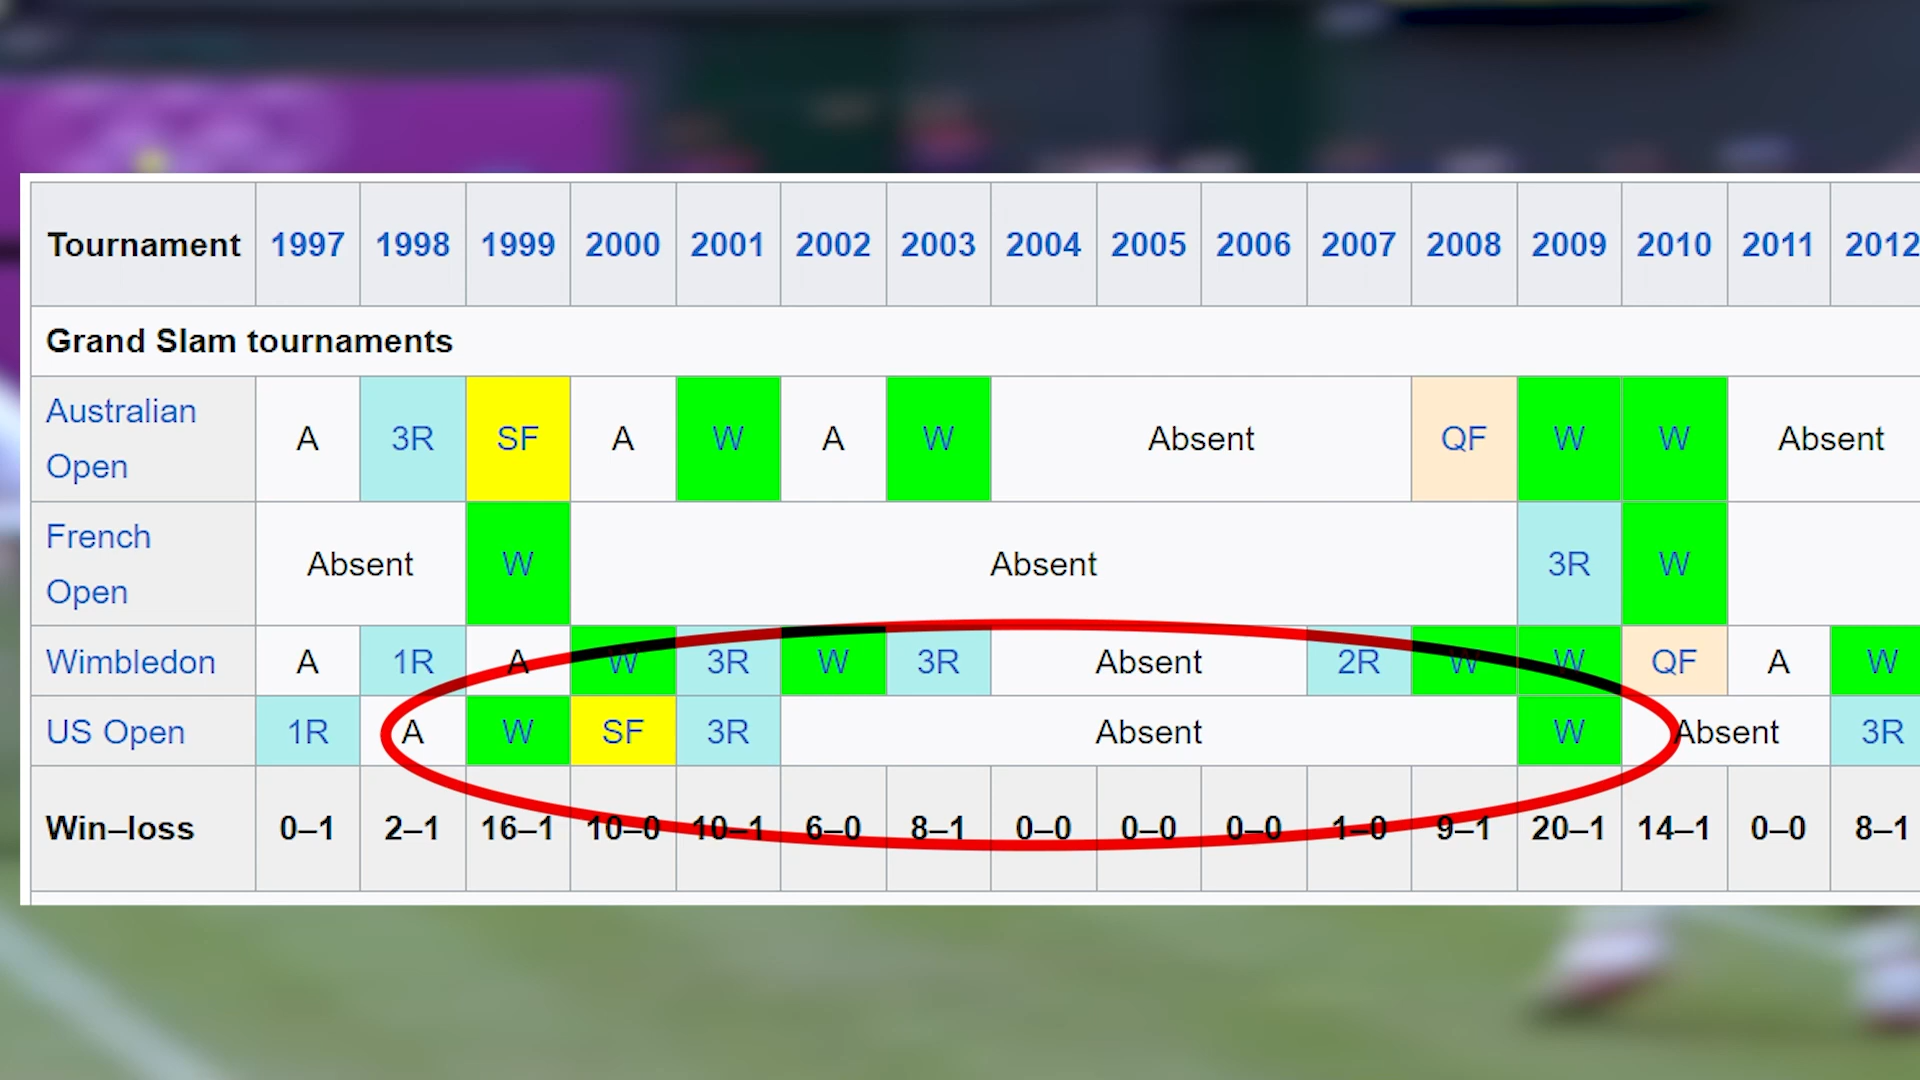 Tournament 1997 1998 1999 2000 2001 2002 2003 2004 2005 2006 2007 2008 2009 2010 2011 2012
Grand Slam tournaments
Australian Open A 3R SF A W A W Absent QF W W Absent
French Open Absent W Absent 3R W
Wimbledon A 1R A W 3R W 3R Absent 2R W W QF A W
US Open 1R A W SF 3R Absent W Absent 3R
Win–loss 0–1 2–1 16–1 10–0 10–1 6–0 8–1 0–0 0–0 0–0 1–0 9–1 20–1 14–1 0–0 8–1